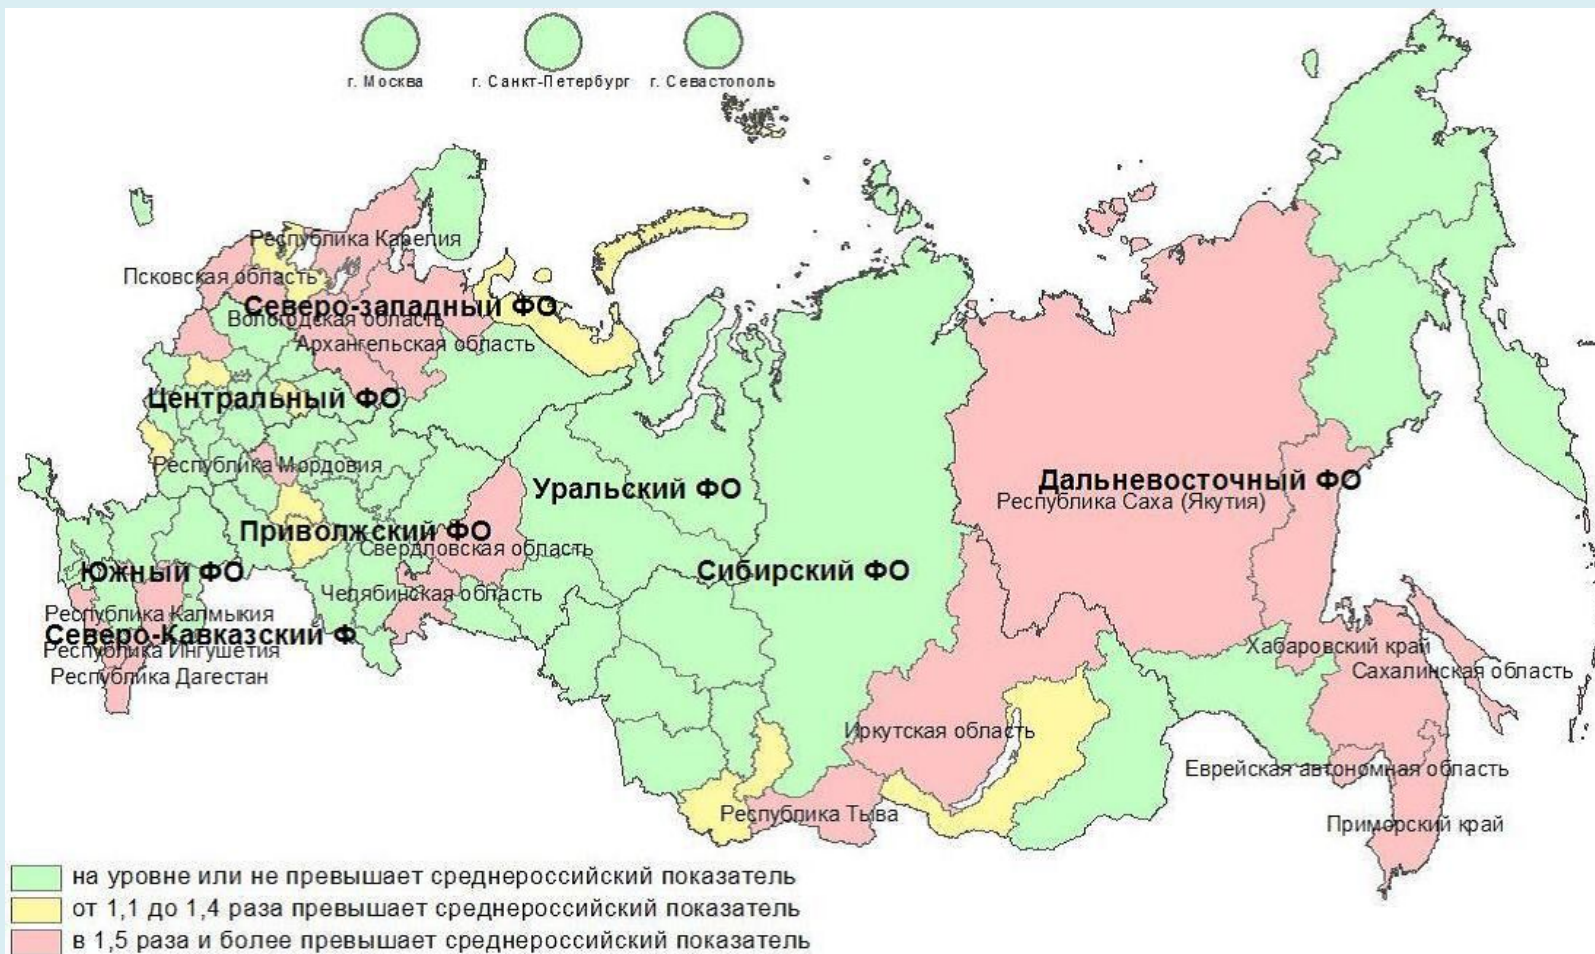 г. Москва
г. Санкт-Петербург
г. Севастополь
Республика Карелия
Псковская область
Северо-западный ФО
Вологодская область
Архангельская область
Центральный ФО
Республика Мордовия
Уральский ФО
Дальневосточный ФО
Республика Саха (Якутия)
Приволжский ФО
Свердловская область
Южный ФО
Сибирский ФО
Челябинская область
Республика Калмыкия
Северо-Кавказский Ф
Республика Ингушетия
Республика Дагестан
Хабаровский край
Сахалинская область
Иркутская область
Еврейская автономная область
Республика Тыва
Приморский край
на уровне или не превышает среднероссийский показатель
от 1,1 до 1,4 раза превышает среднероссийский показатель
в 1,5 раза и более превышает среднероссийский показатель